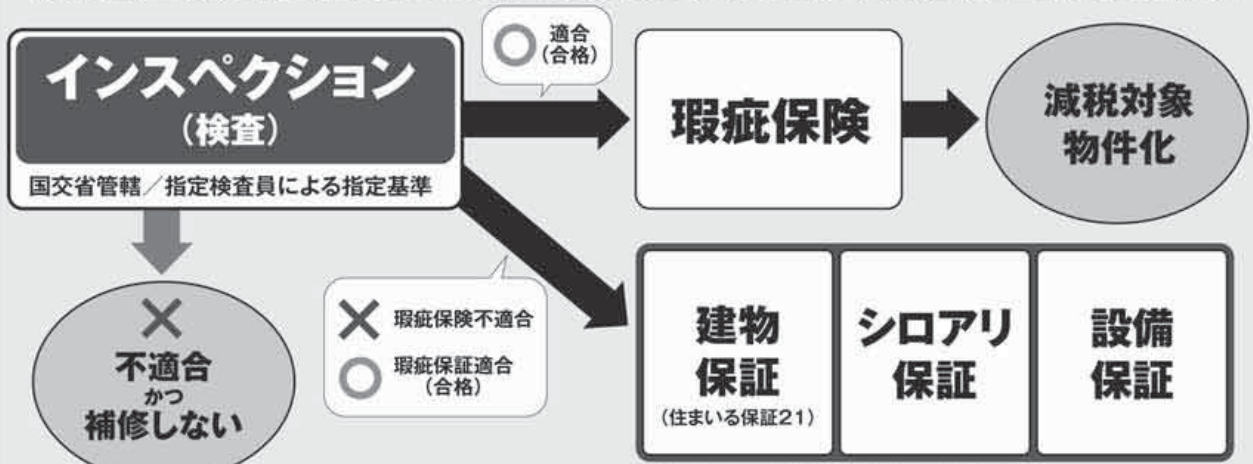 インスペクション
(検査)
国交省管轄/指定検査員による指定基準
適合
(合格)
瑕疵保険
減税対象
物件化
不適合
かつ
補修しない
瑕疵保険不適合
瑕疵保証適合
(合格)
建物
保証
(住まいる保証21)
シロアリ
保証
設備
保証